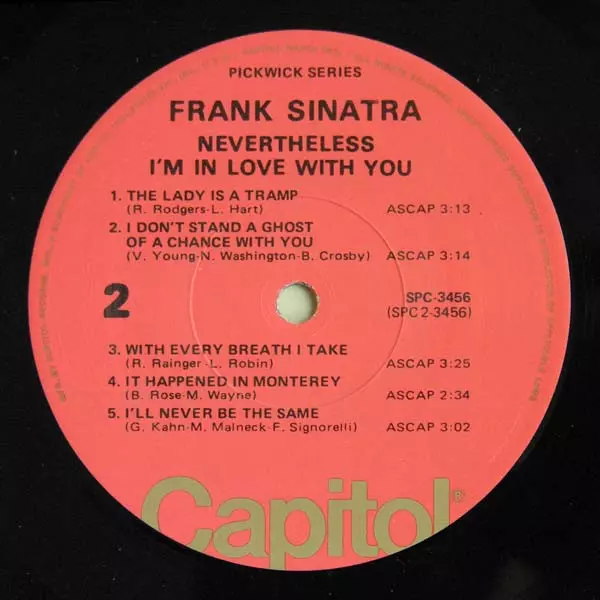 PICKWICK SERIES
FRANK SINATRA
NEVERTHELESS
I'M IN LOVE WITH YOU
1. THE LADY IS A TRAMP
(R. Rodgers-L. Hart) ASCAP 3:13
2. I DON'T STAND A GHOST
OF A CHANCE WITH YOU
(V. Young-N. Washington-B. Crosby) ASCAP 3:14
2
SPC-3456
(SPC 2-3456)
3. WITH EVERY BREATH I TAKE
(R. Rainger-L. Robin) ASCAP 3:25
4. IT HAPPENED IN MONTEREY
(B. Rose-M. Wayne) ASCAP 2:34
5. I'LL NEVER BE THE SAME
(G. Kahn-M. Malneck-F. Signorelli) ASCAP 3:02
Capitol®